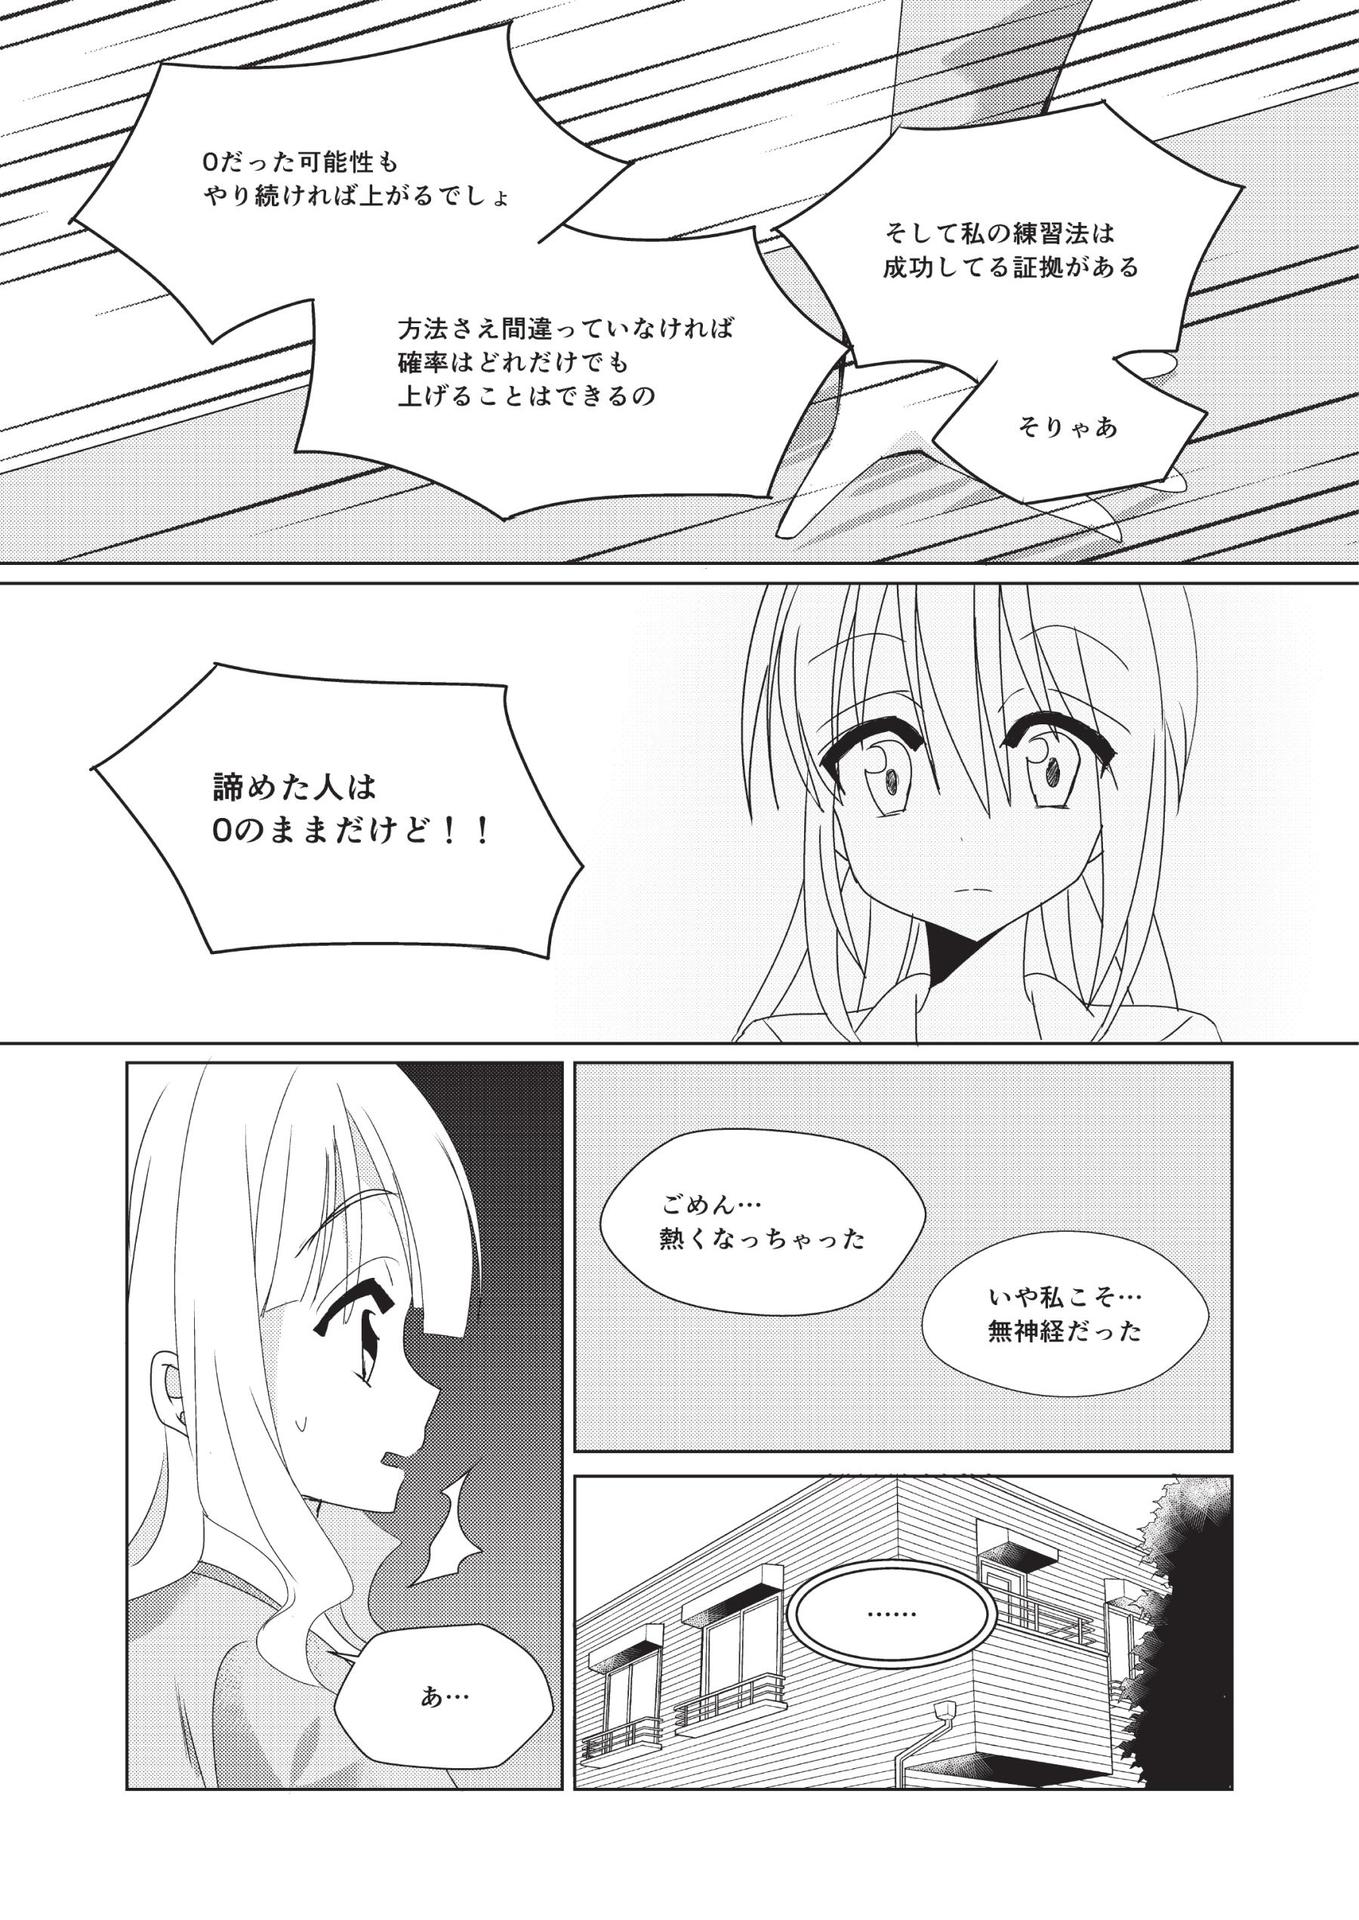 0だった可能性も
やり続ければ上がるでしょ
方法さえ間違っていなければ
確率はどれだけでも
上げることはできるの
そして私の練習法は
成功してる証拠がある
そりゃあ
諦めた人は
0のままだけど！！
あ…
ごめん…
熱くなっちゃった
いや私こそ…
無神経だった
……